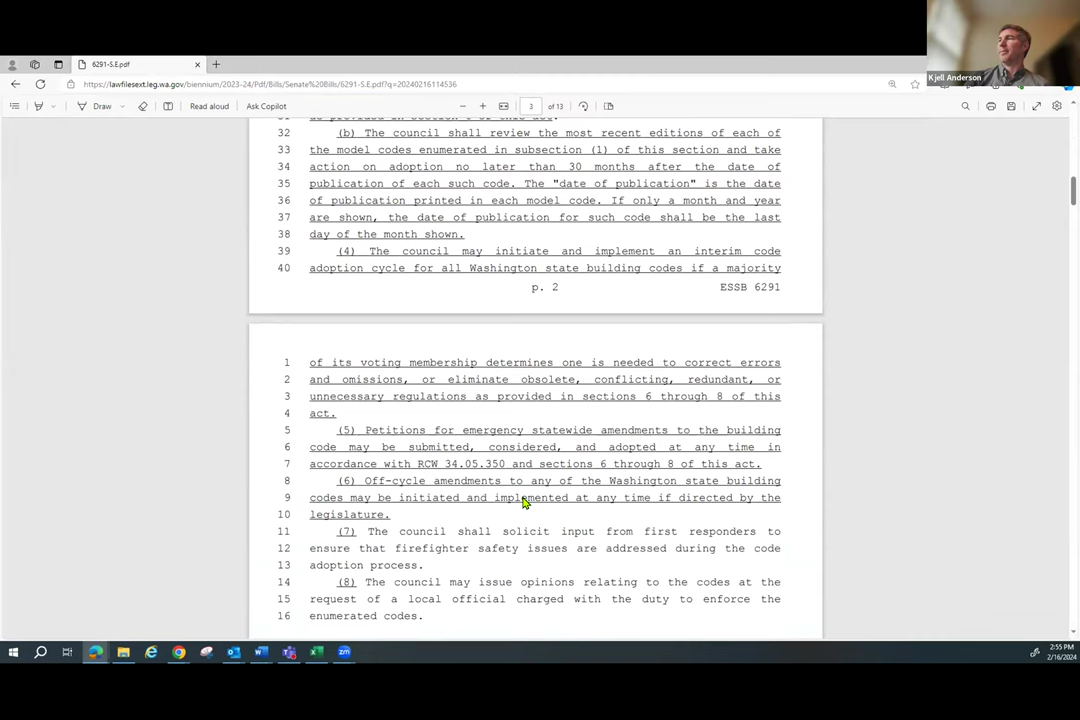 6291-S.E.pdf
Kjell Anderson
https://lawfilesext.leg.wa.gov/biennium/2023-24/Pdf/Bills/Senate%20Bills/6291-S.E.pdf?q=20240216114536
Draw
Read aloud
Ask Copilot
3 of 13
31 as provided in section 6 of this act.
32 (b) The council shall review the most recent editions of each of
33 the model codes enumerated in subsection (1) of this section and take
34 action on adoption no later than 30 months after the date of
35 publication of each such code. The "date of publication" is the date
36 of publication printed in each model code. If only a month and year
37 are shown, the date of publication for such code shall be the last
38 day of the month shown.
39 (4) The council may initiate and implement an interim code
40 adoption cycle for all Washington state building codes if a majority
p. 2 ESSB 6291
1 of its voting membership determines one is needed to correct errors
2 and omissions, or eliminate obsolete, conflicting, redundant, or
3 unnecessary regulations as provided in sections 6 through 8 of this
4 act.
5 (5) Petitions for emergency statewide amendments to the building
6 code may be submitted, considered, and adopted at any time in
7 accordance with RCW 34.05.350 and sections 6 through 8 of this act.
8 (6) Off-cycle amendments to any of the Washington state building
9 codes may be initiated and implemented at any time if directed by the
10 legislature.
11 (7) The council shall solicit input from first responders to
12 ensure that firefighter safety issues are addressed during the code
13 adoption process.
14 (8) The council may issue opinions relating to the codes at the
15 request of a local official charged with the duty to enforce the
16 enumerated codes.
2:55 PM
2/16/2024